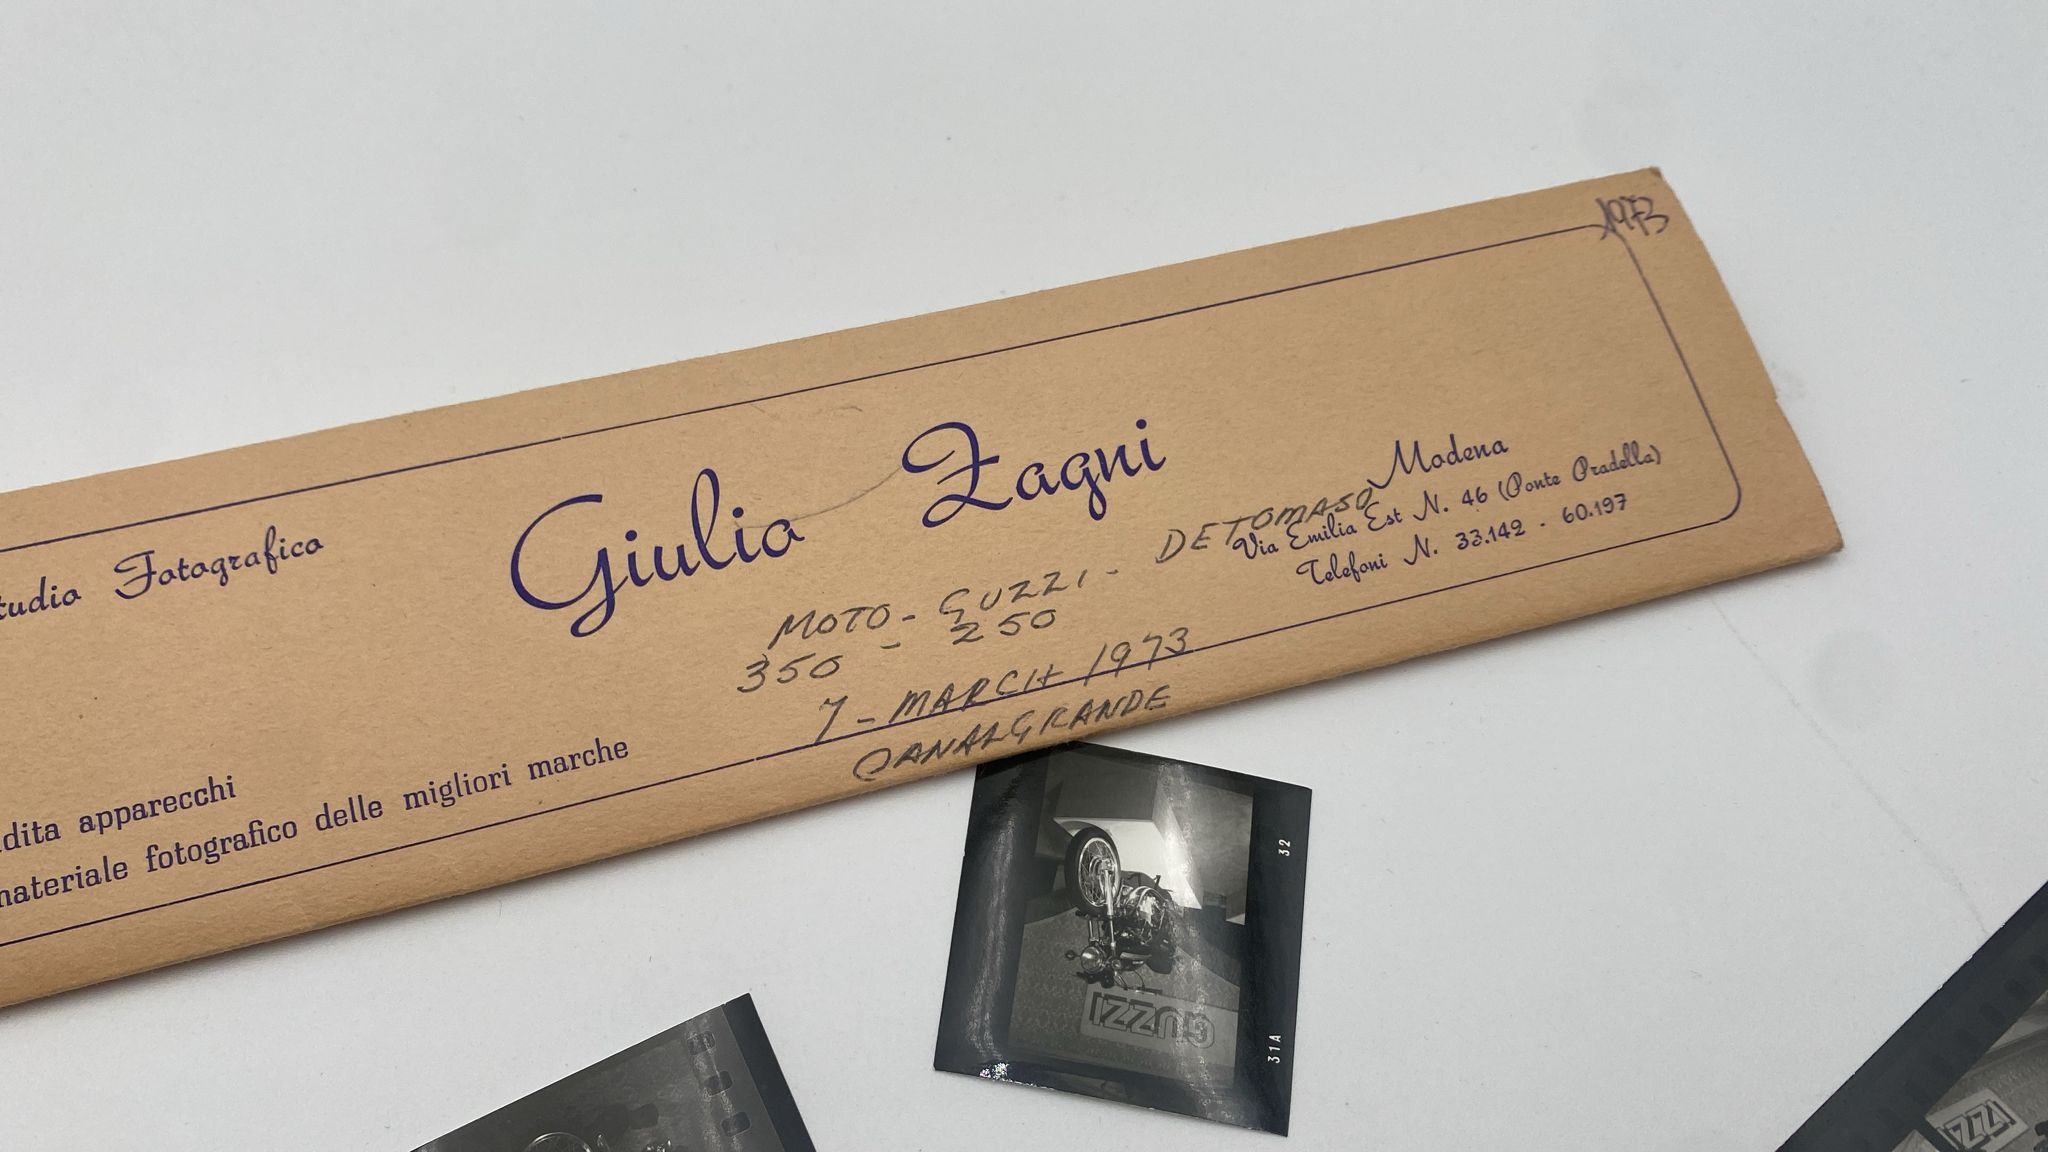 1973
Studio Fotografico
Giulio Zagni
Modena
Via Emilia Est N. 46 (Ponte Pradella)
Telefoni N. 33.142 - 60.197
MOTO - GUZZI - DETOMASO
350 - 250
7 - MARCH 1973
CANALGRANDE
dita apparecchi
materiale fotografico delle migliori marche
32
GUZZI
31A
ZZI